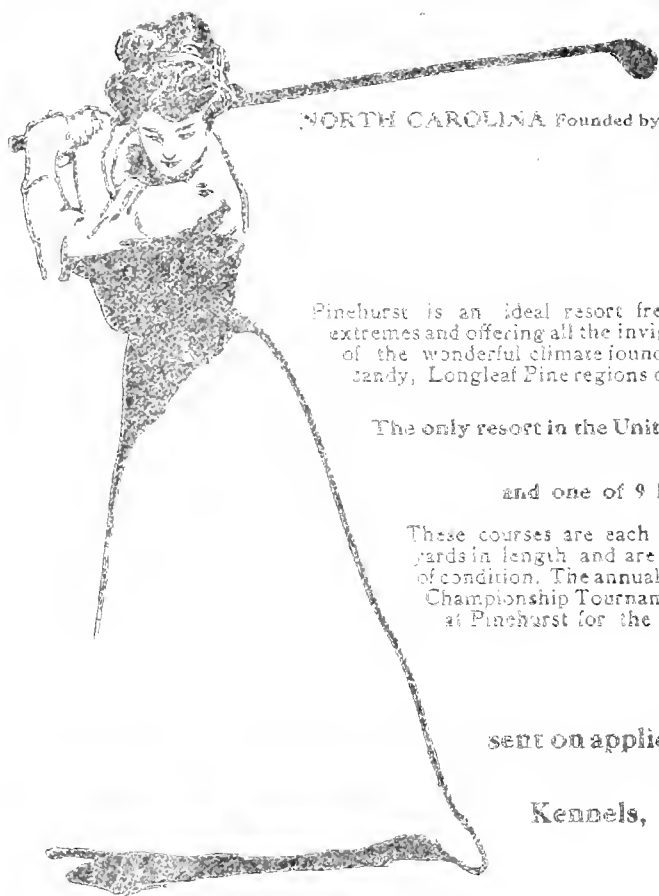 NORTH CAROLINA Founded by
Pinehurst is an ideal resort fre
extremes and offering all the invig
of the wonderful climate found
sandy, Longleaf Pine regions o
The only resort in the Unit
and one of 9
These courses are each
yards in length and are
of condition. The annual
Championship Tournam
at Pinehurst for the
sent on applic
Kennels,